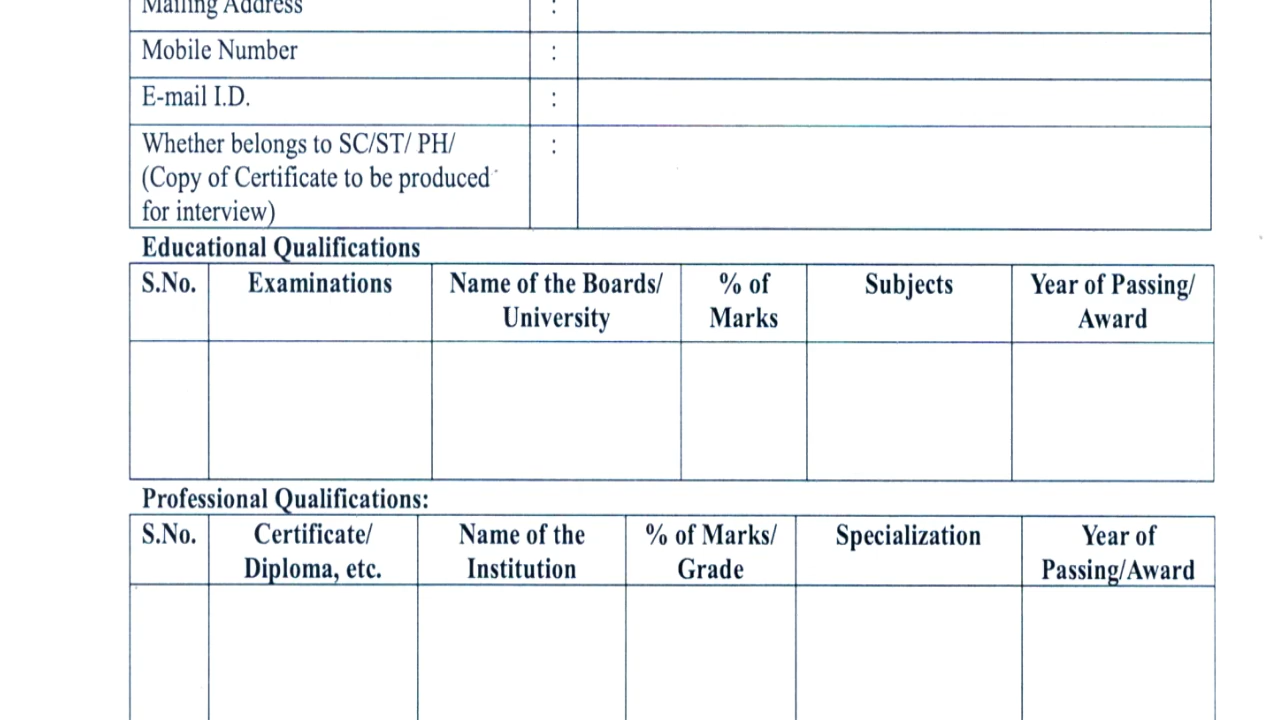 Mailing Address :
Mobile Number :
E-mail I.D. :
Whether belongs to SC/ST/ PH/ :
(Copy of Certificate to be produced
for interview)
Educational Qualifications
S.No. Examinations Name of the Boards/ % of Subjects Year of Passing/
University Marks Award
Professional Qualifications:
S.No. Certificate/ Name of the % of Marks/ Specialization Year of
Diploma, etc. Institution Grade Passing/Award